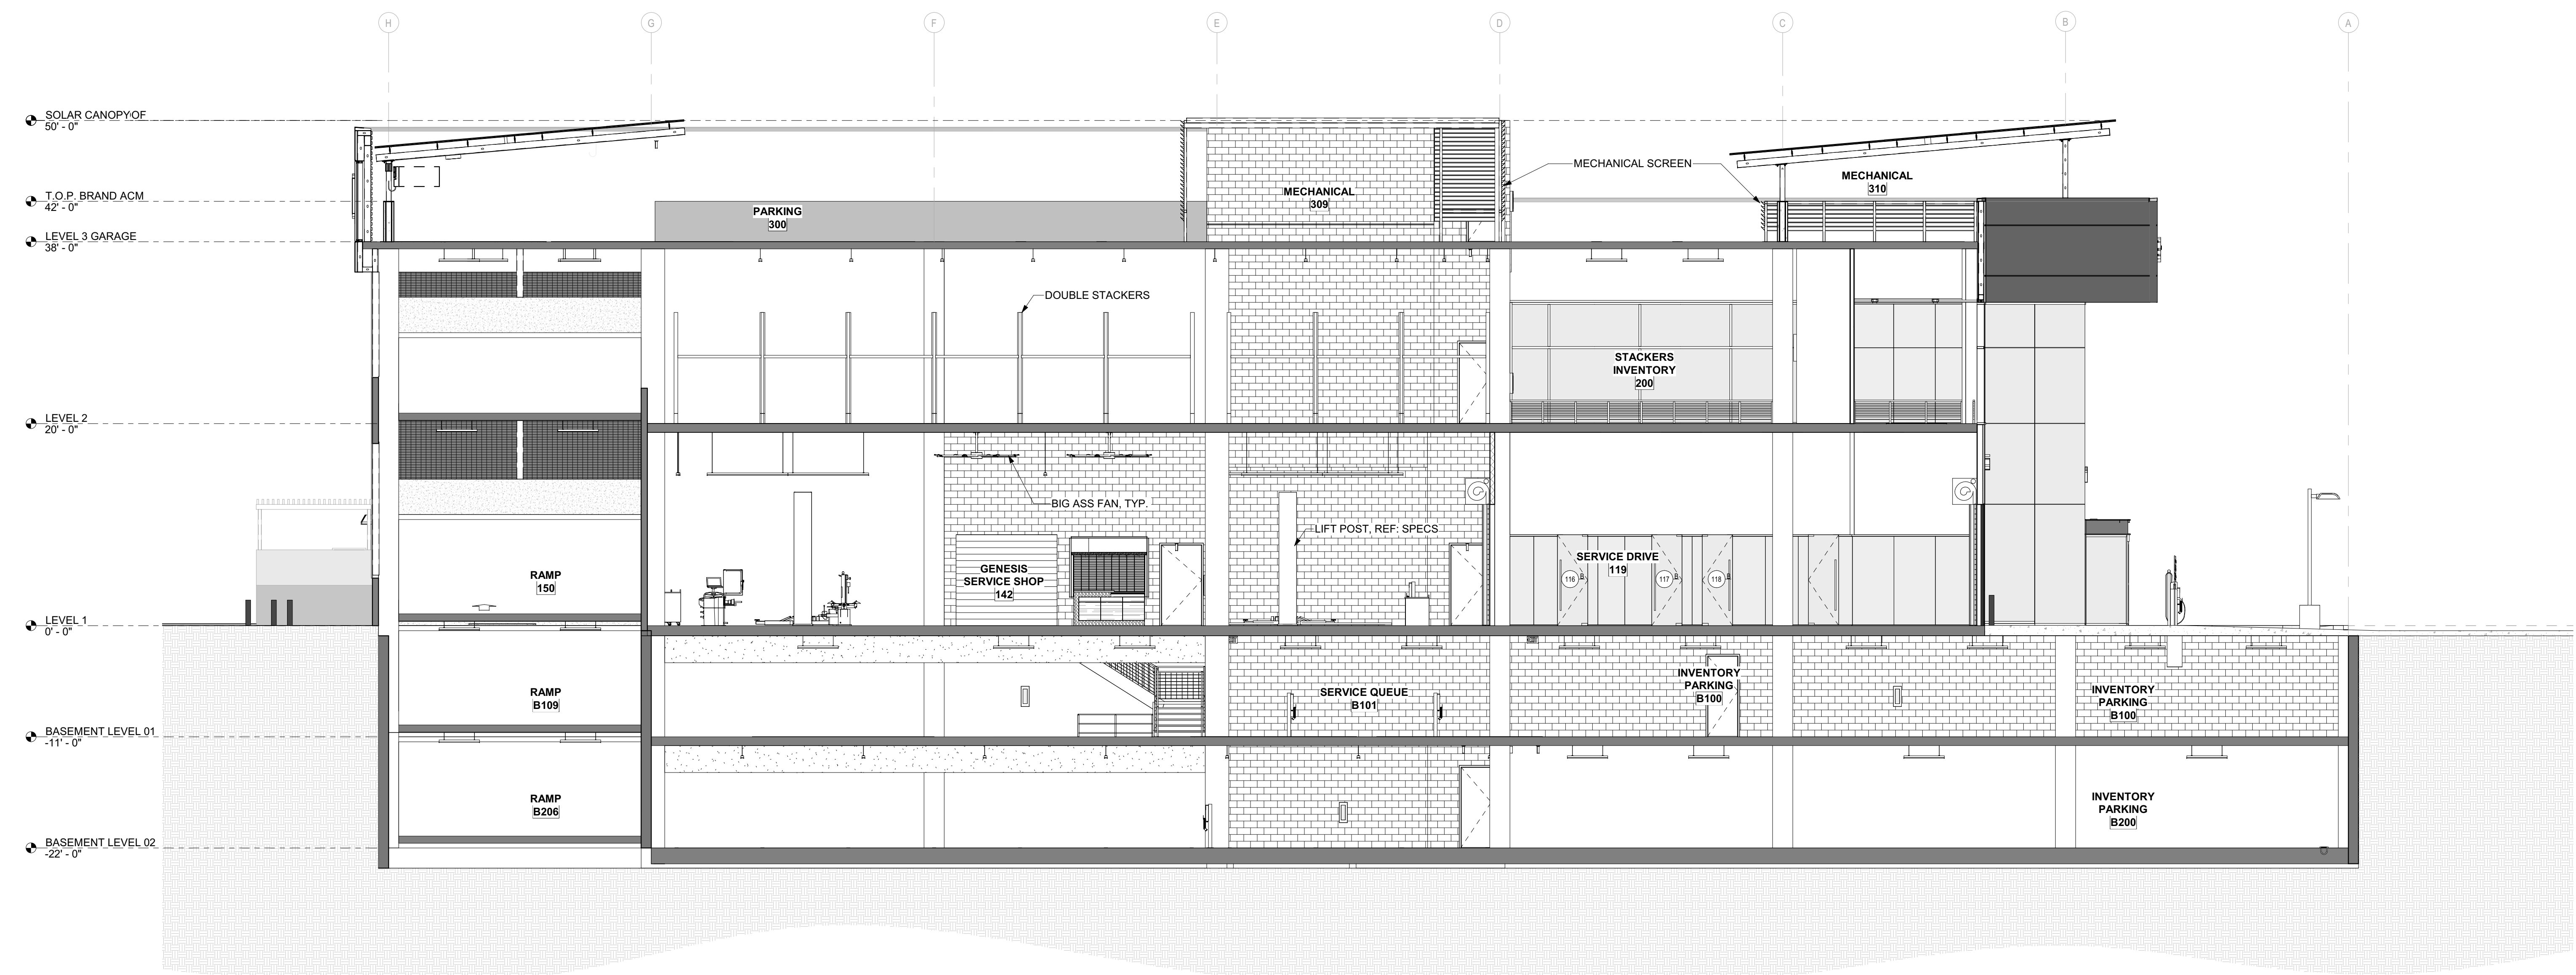 H
G
F
E
D
C
B
A
SOLAR CANOPY OF
50' - 0"
MECHANICAL SCREEN
MECHANICAL
310
MECHANICAL
309
T.O.P. BRAND ACM
42' - 0"
PARKING
300
LEVEL 3 GARAGE
38' - 0"
DOUBLE STACKERS
STACKERS
INVENTORY
200
LEVEL 2
20' - 0"
BIG ASS FAN, TYP.
LIFT POST, REF: SPECS
SERVICE DRIVE
119
GENESIS
SERVICE SHOP
142
RAMP
150
116
117
118
LEVEL 1
0' - 0"
INVENTORY
PARKING
B100
RAMP
B109
SERVICE QUEUE
B101
INVENTORY
PARKING
B100
BASEMENT LEVEL 01
-11' - 0"
RAMP
B206
INVENTORY
PARKING
B200
BASEMENT LEVEL 02
-22' - 0"